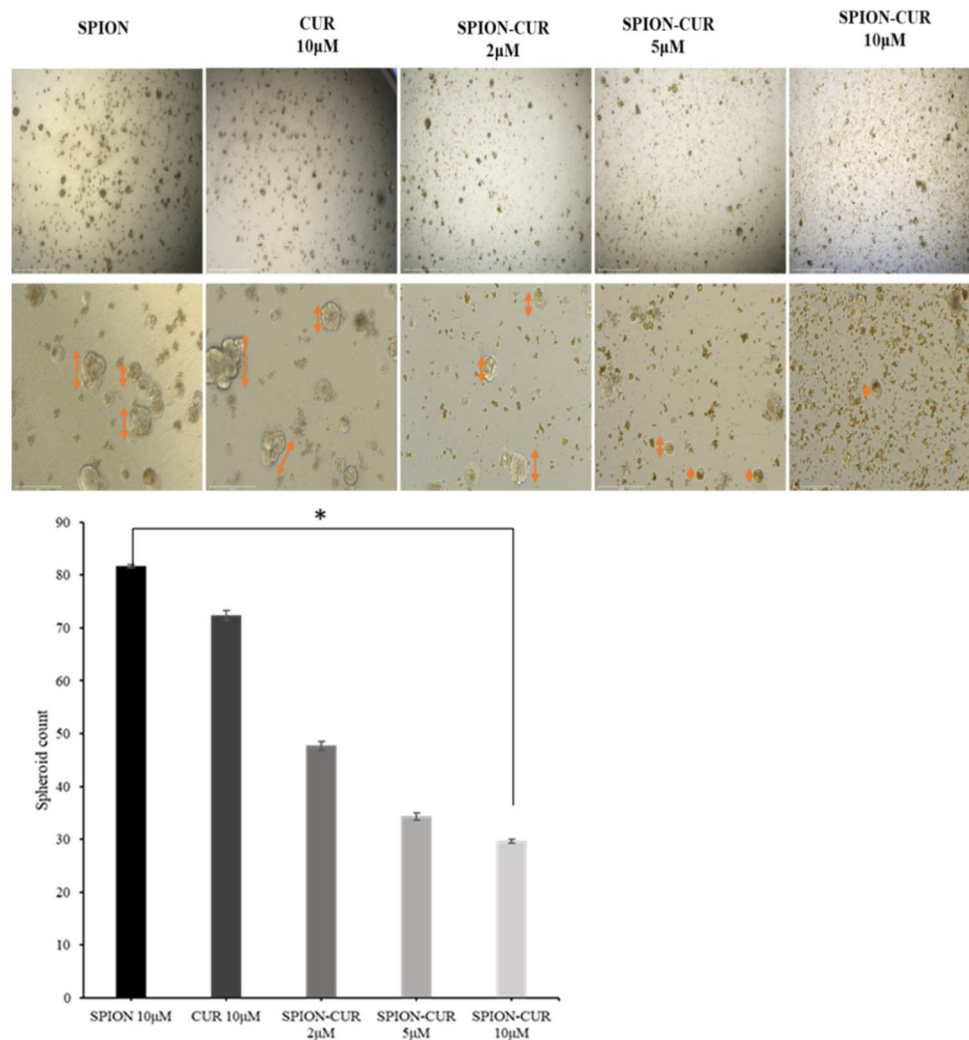 SPION
CUR
10µM
SPION-CUR
2µM
SPION-CUR
5µM
SPION-CUR
10µM
*
90
80
70
60
50
40
30
20
10
0
Spheroid count
SPION 10µM
CUR 10µM
SPION-CUR
2µM
SPION-CUR
5µM
SPION-CUR
10µM